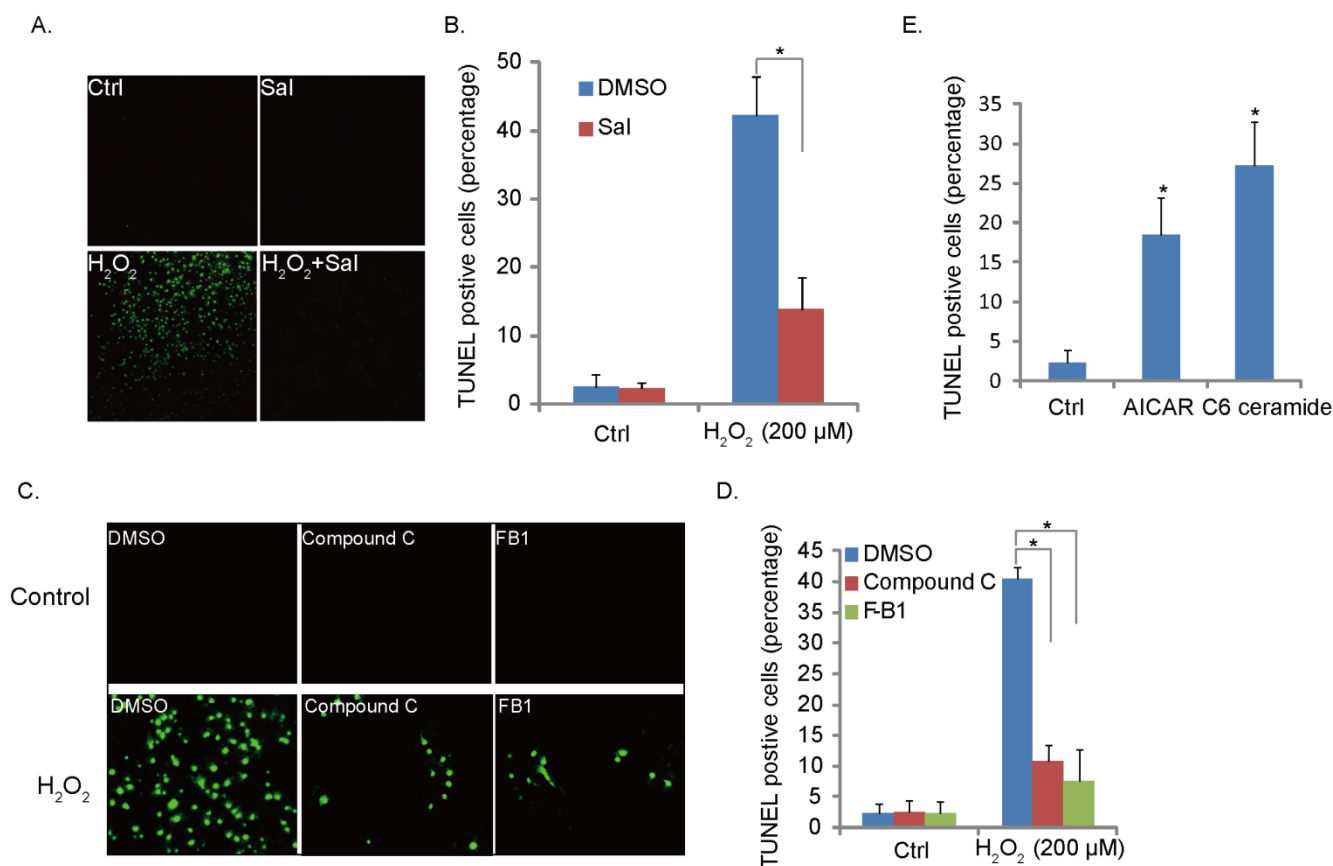 A.
Ctrl
Sal
H₂O₂
H₂O₂+Sal
B.
TUNEL postive cells (percentage)
50
40
30
20
10
0
DMSO
Sal
*
Ctrl
H₂O₂ (200 µM)
E.
TUNEL postive cells (percentage)
35
30
25
20
15
10
5
0
*
*
Ctrl
AICAR
C6 ceramide
C.
Control
DMSO
Compound C
FB1
H₂O₂
DMSO
Compound C
FB1
D.
TUNEL postive cells (percentage)
45
40
35
30
25
20
15
10
5
0
DMSO
Compound C
F-B1
*
*
Ctrl
H₂O₂ (200 µM)